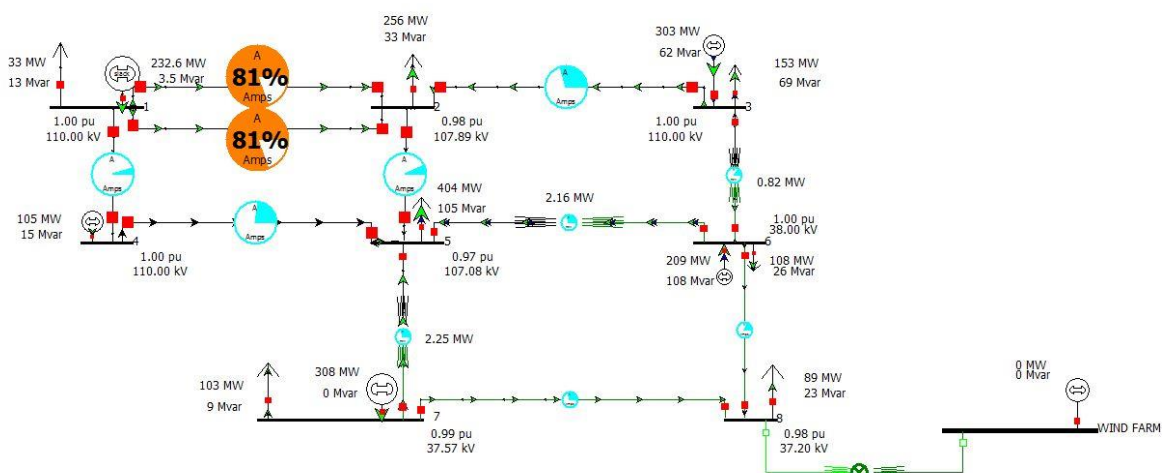 33 MW
13 Mvar
slack
232.6 MW
3.5 Mvar
A
81%
Amps
A
81%
Amps
256 MW
33 Mvar
A
Amps
303 MW
62 Mvar
153 MW
69 Mvar
1
1.00 pu
110.00 kV
2
0.98 pu
107.89 kV
3
1.00 pu
110.00 kV
A
Amps
A
Amps
404 MW
105 Mvar
2.16 MW
0.82 MW
105 MW
15 Mvar
A
Amps
4
1.00 pu
110.00 kV
5
0.97 pu
107.08 kV
1.00 pu
38.00 kV
6
209 MW
108 Mvar
108 MW
26 Mvar
2.25 MW
103 MW
9 Mvar
308 MW
0 Mvar
89 MW
23 Mvar
0 MW
0 Mvar
7
0.99 pu
37.57 kV
8
0.98 pu
37.20 kV
WIND FARM